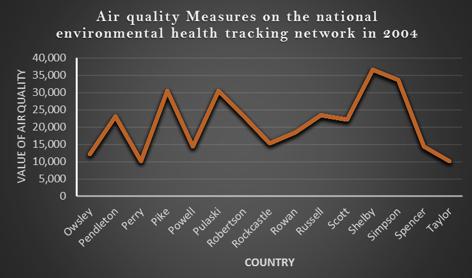 Air quality Measures on the national
environmental health tracking network in 2004
40,000
35,000
30,000
25,000
20,000
15,000
10,000
5,000
0
VALUE OF AIR QUALITY
Owsley
Pendleton
Perry
Pike
Powell
Pulaski
Robertson
Rockcastle
Rowan
Russell
Scott
Shelby
Simpson
Spencer
Taylor
COUNTRY